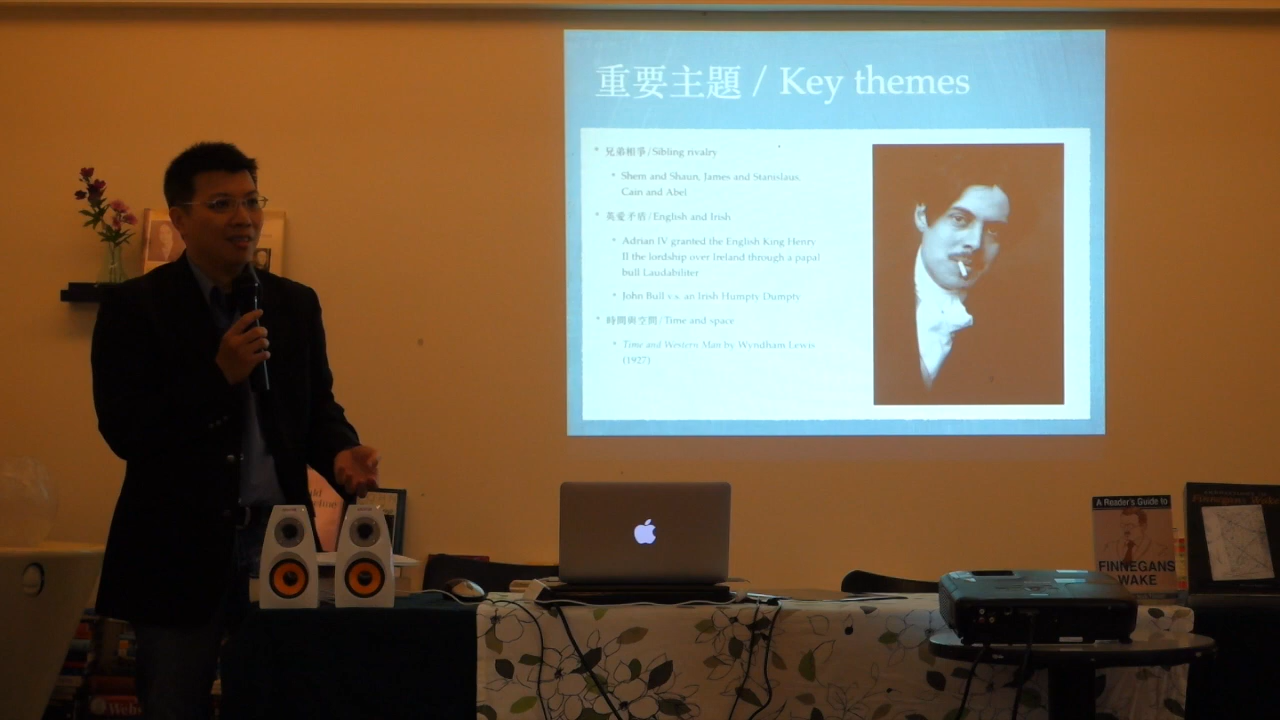 重要主題 / Key themes
兄弟相爭 / Sibling rivalry
Shem and Shaun, James and Stanislaus,
Cain and Abel
英愛矛盾 / English and Irish
Adrian IV granted the English King Henry
II the lordship over Ireland through a papal
bull Laudabiliter
John Bull v.s. an Irish Humpty Dumpty
時間與空間 / Time and space
Time and Western Man by Wyndham Lewis
(1927)
A Reader's Guide to
FINNEGANS
WAKE
Finnegans Wake